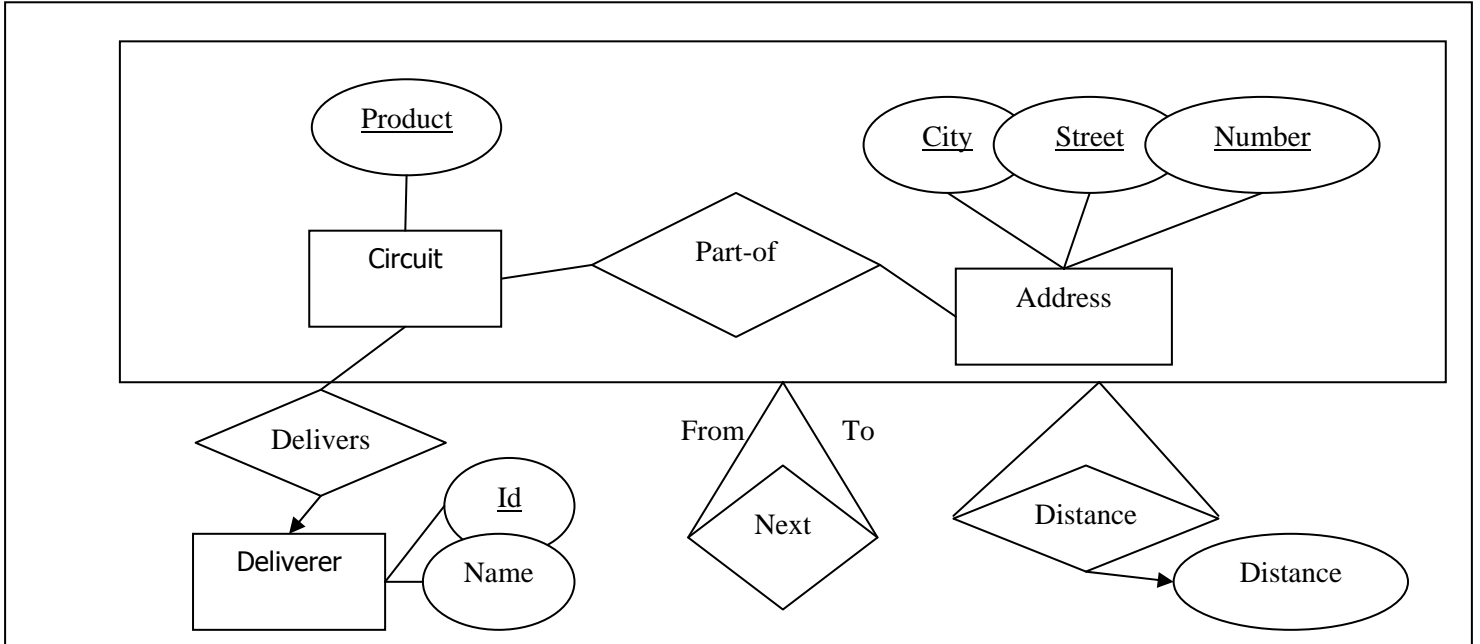 Product
City
Street
Number
Circuit
Part-of
Address
Delivers
From
To
Id
Next
Distance
Deliverer
Name
Distance